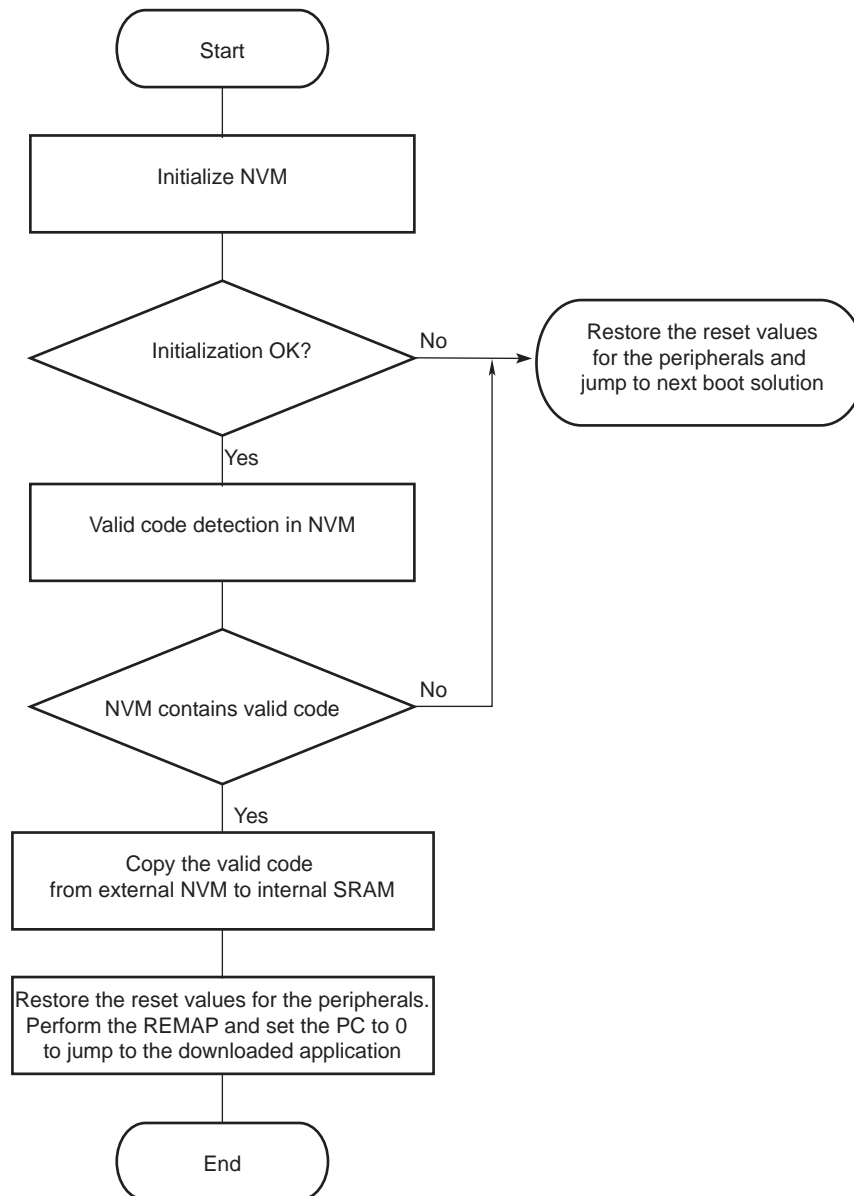 Start
Initialize NVM
Initialization OK?
No
Restore the reset values
for the peripherals and
jump to next boot solution
Yes
Valid code detection in NVM
NVM contains valid code
No
Yes
Copy the valid code
from external NVM to internal SRAM
Restore the reset values for the peripherals.
Perform the REMAP and set the PC to 0
to jump to the downloaded application
End